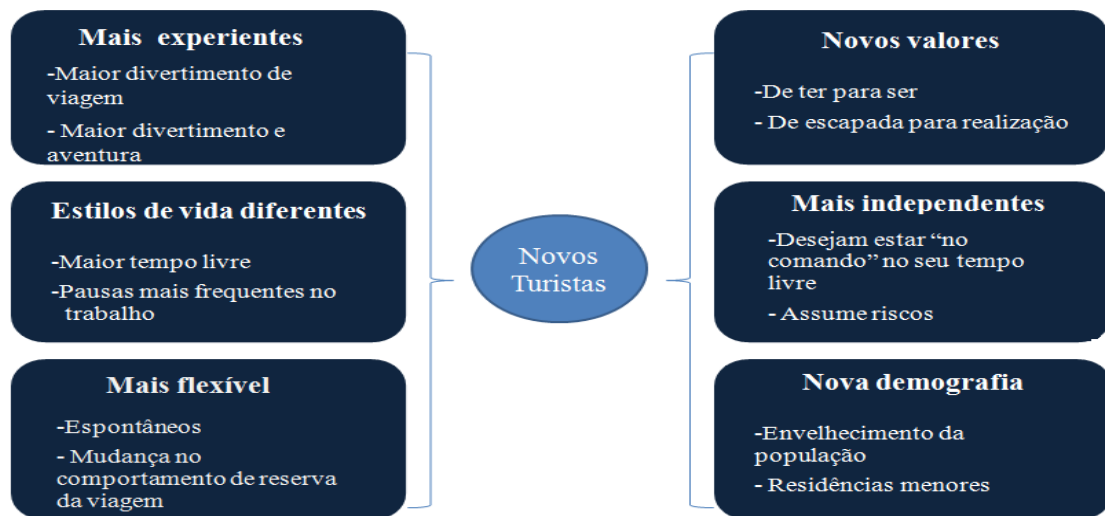 Mais experientes
-Maior divertimento de
viagem
- Maior divertimento e
aventura
Estilos de vida diferentes
-Maior tempo livre
-Pausas mais frequentes no
trabalho
Mais flexível
-Espontâneos
- Mudança no
comportamento de reserva
da viagem
Novos
Turistas
Novos valores
-De ter para ser
- De escapada para realização
Mais independentes
-Desejam estar “no
comando” no seu tempo
livre
- Assume riscos
Nova demografia
-Envelhecimento da
população
- Residências menores